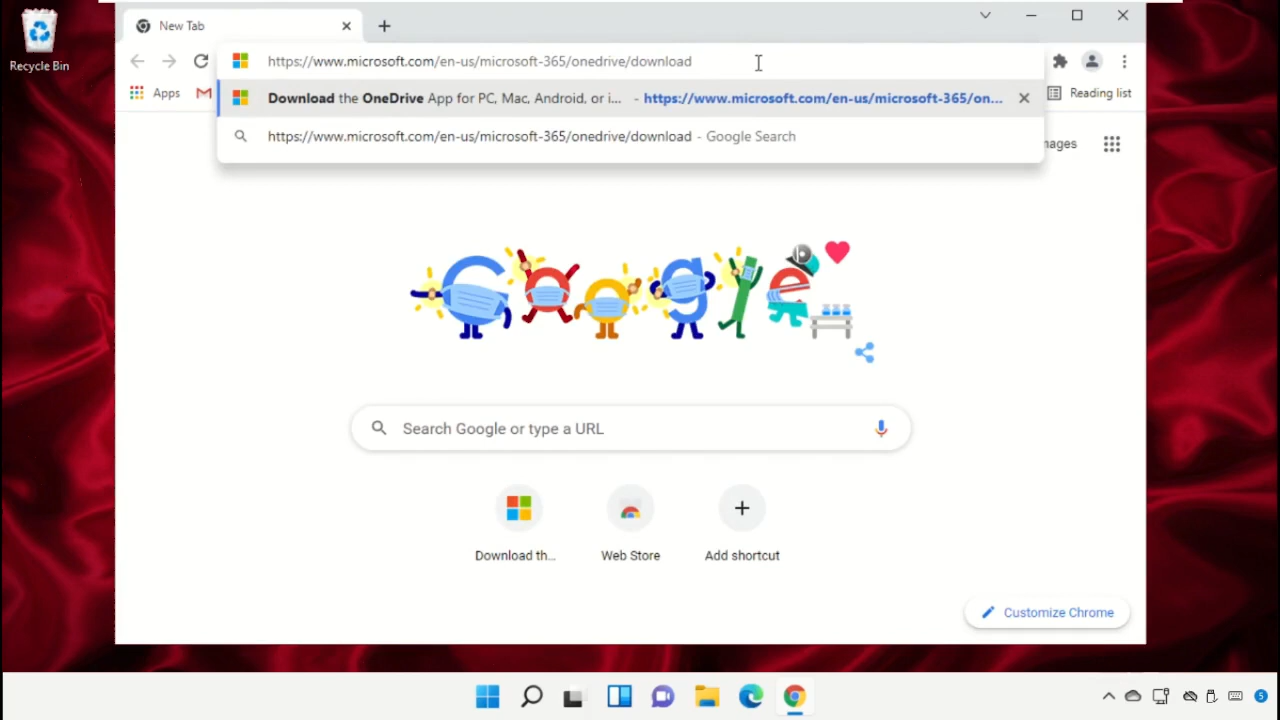 Recycle Bin
New Tab
https://www.microsoft.com/en-us/microsoft-365/onedrive/download
Apps
Reading list
Download the OneDrive App for PC, Mac, Android, or i... - https://www.microsoft.com/en-us/microsoft-365/on...
https://www.microsoft.com/en-us/microsoft-365/onedrive/download - Google Search
mages
Google
Search Google or type a URL
Download th...
Web Store
Add shortcut
Customize Chrome
5